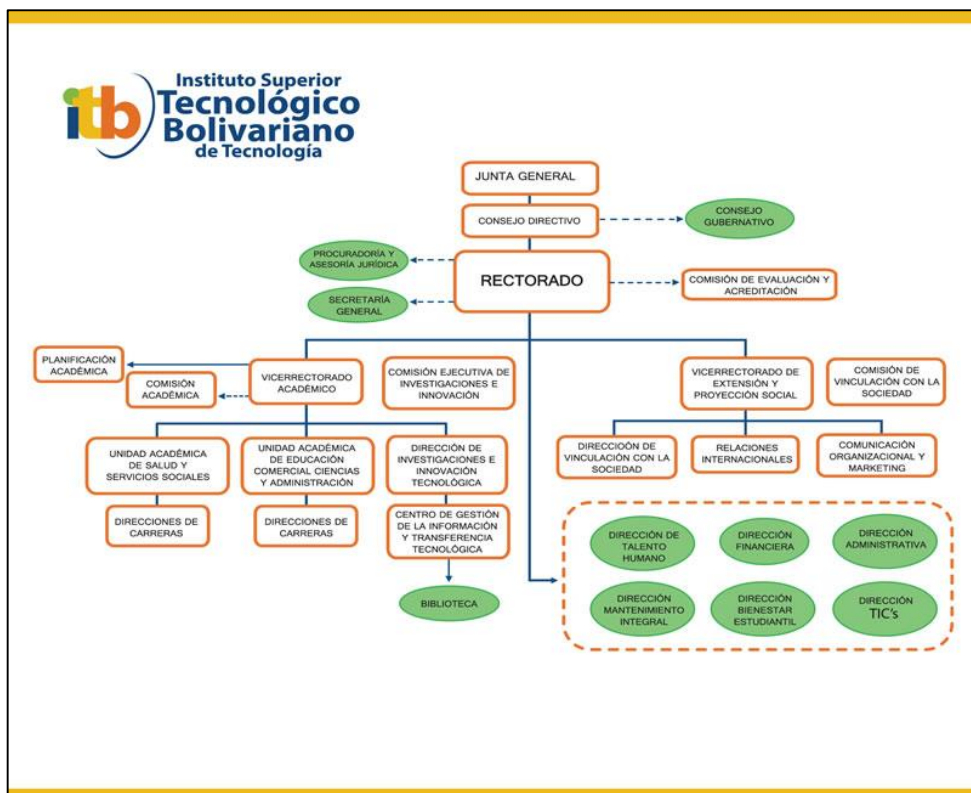 itb
Instituto Superior
Tecnológico
Bolivariano
de Tecnología
JUNTA GENERAL
CONSEJO DIRECTIVO
CONSEJO
GUBERNATIVO
PROCURADORÍA Y
ASESORÍA JURÍDICA
RECTORADO
COMISIÓN DE EVALUACIÓN Y
ACREDITACIÓN
SECRETARÍA
GENERAL
PLANIFICACIÓN
ACADÉMICA
COMISIÓN
ACADÉMICA
VICERRECTORADO
ACADÉMICO
COMISIÓN EJECUTIVA DE
INVESTIGACIONES E
INNOVACIÓN
VICERRECTORADO
DE EXTENSIÓN Y
PROYECCIÓN SOCIAL
COMISIÓN DE
VINCULACIÓN CON LA
SOCIEDAD
UNIDAD ACADÉMICA
DE SALUD Y
SERVICIOS SOCIALES
UNIDAD ACADÉMICA
DE EDUCACIÓN
COMERCIAL CIENCIAS
Y ADMINISTRACIÓN
DIRECCIÓN DE
INVESTIGACIONES E
INNOVACIÓN
TECNOLÓGICA
DIRECCIOÓN DE
VINCULACIÓN CON LA
SOCIEDAD
RELACIONES
INTERNACIONALES
COMUNICACIÓN
ORGANIZACIONAL Y
MARKETING
DIRECCIONES DE
CARRERAS
DIRECCIONES DE
CARRERAS
CENTRO DE GESTIÓN
DE LA INFORMACIÓN
Y TRANSFERENCIA
TECNOLÓGICA
BIBLIOTECA
DIRECCIÓN DE
TALENTO
HUMANO
DIRECCIÓN
FINANCIERA
DIRECCIÓN
ADMINISTRATIVA
DIRECCIÓN
MANTENIMIENTO
INTEGRAL
DIRECCIÓN
BIENESTAR
ESTUDIANTIL
DIRECCIÓN
TIC's